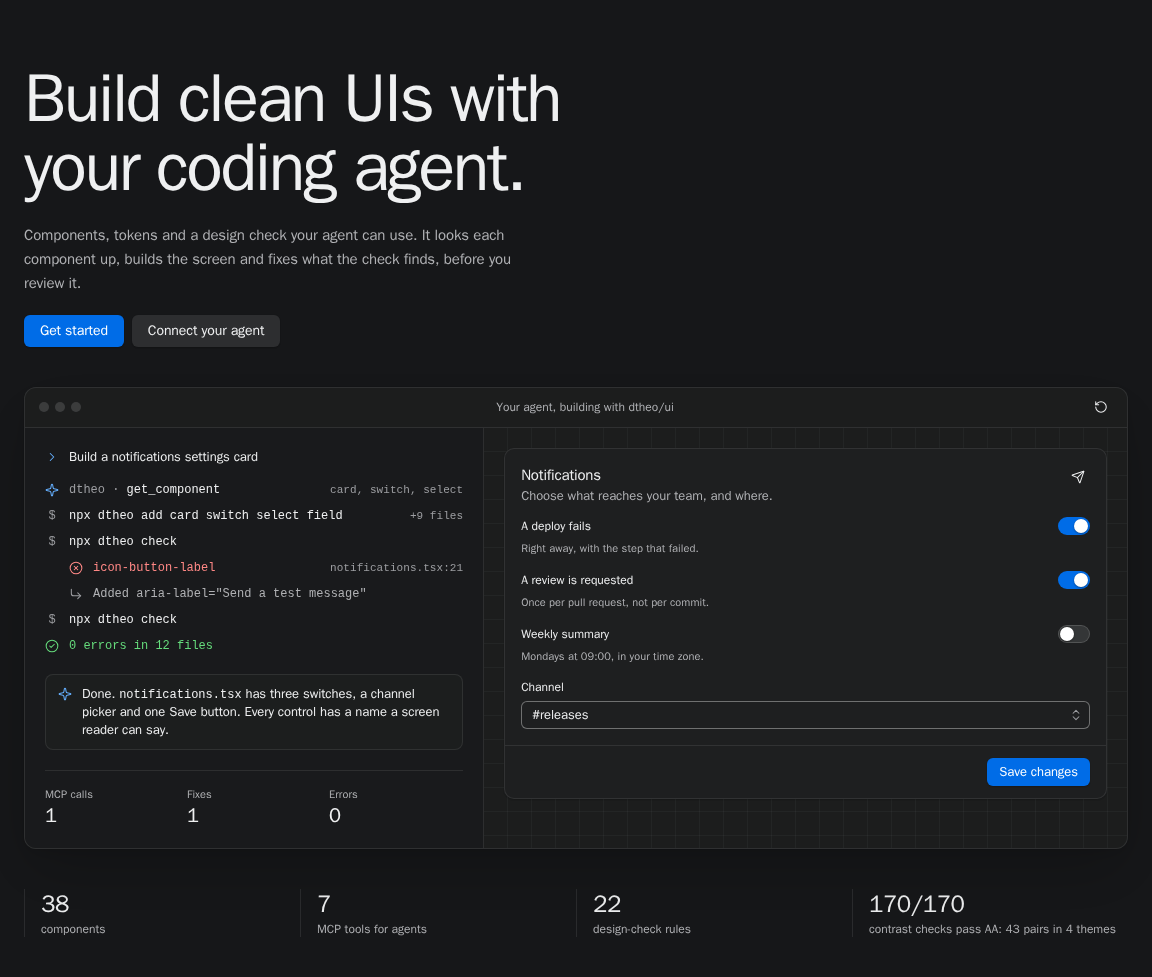 Build clean UIs with
your coding agent.
Components, tokens and a design check your agent can use. It looks each
component up, builds the screen and fixes what the check finds, before you
review it.
Get started
Connect your agent
Your agent, building with dtheo/ui
Build a notifications settings card
dtheo · get_component card, switch, select
$ npx dtheo add card switch select field +9 files
$ npx dtheo check
icon-button-label notifications.tsx:21
Added aria-label="Send a test message"
$ npx dtheo check
0 errors in 12 files
Done. notifications.tsx has three switches, a channel
picker and one Save button. Every control has a name a screen
reader can say.
MCP calls
1
Fixes
1
Errors
0
Notifications
Choose what reaches your team, and where.
A deploy fails
Right away, with the step that failed.
A review is requested
Once per pull request, not per commit.
Weekly summary
Mondays at 09:00, in your time zone.
Channel
#releases
Save changes
38
components
7
MCP tools for agents
22
design-check rules
170/170
contrast checks pass AA: 43 pairs in 4 themes